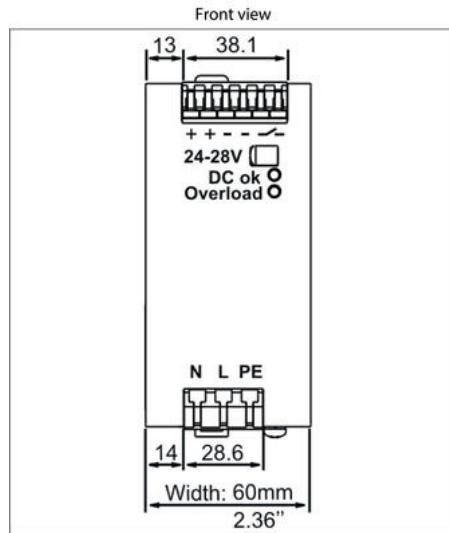 Front view
13 38.1
+ + - -
24-28V
DC ok
Overload
N L PE
14 28.6
Width: 60mm
2.36"